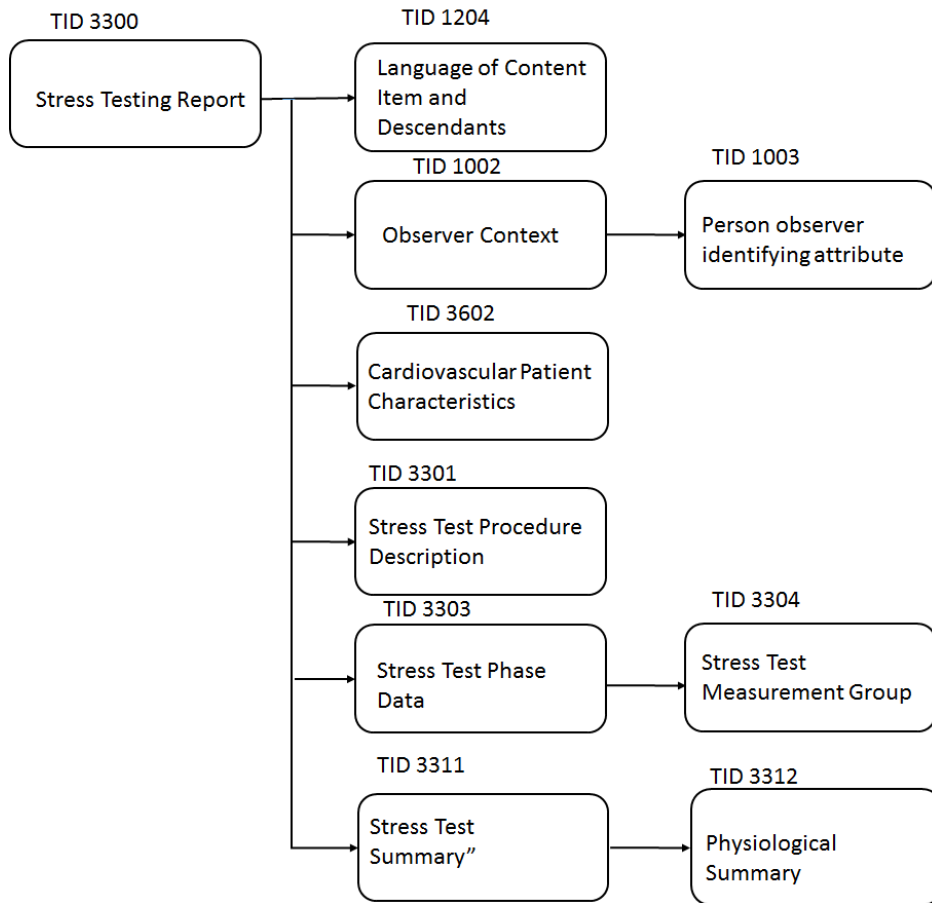 TID 3300
Stress Testing Report
TID 1204
Language of Content
Item and
Descendants
TID 1002
Observer Context
TID 1003
Person observer
identifying attribute
TID 3602
Cardiovascular Patient
Characteristics
TID 3301
Stress Test Procedure
Description
TID 3303
Stress Test Phase
Data
TID 3304
Stress Test
Measurement Group
TID 3311
Stress Test
Summary”
TID 3312
Physiological
Summary